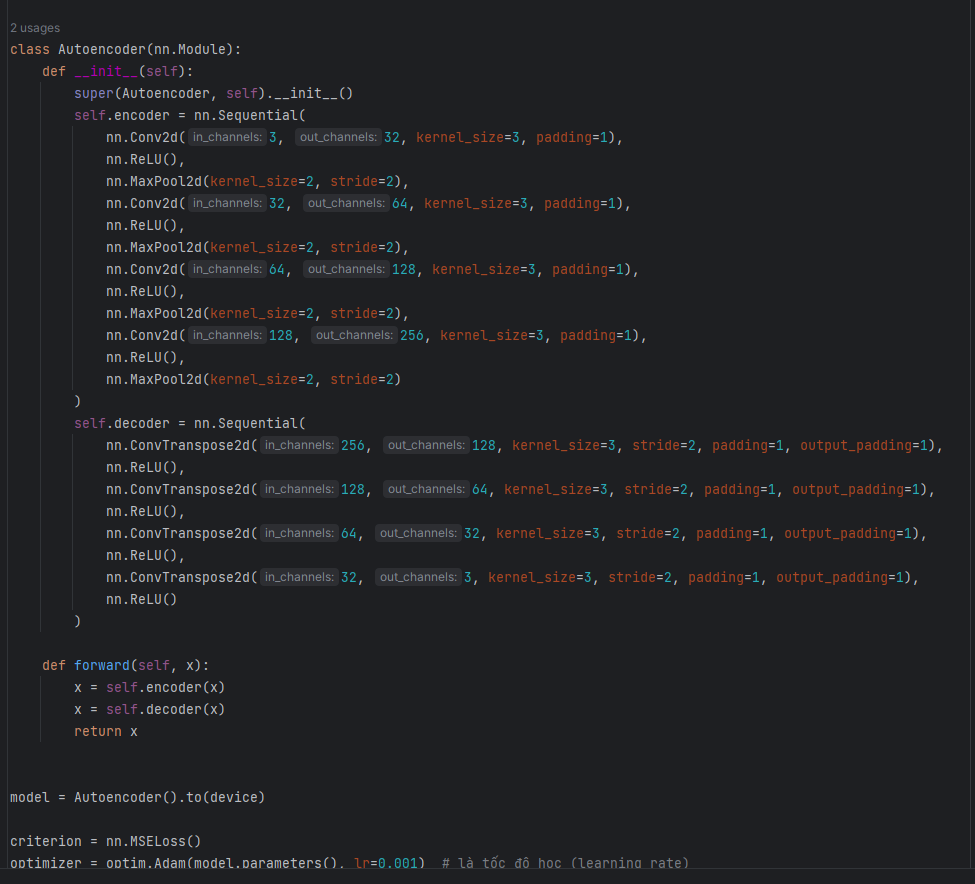 2 usages
class Autoencoder(nn.Module):
    def __init__(self):
        super(Autoencoder, self).__init__()
        self.encoder = nn.Sequential(
            nn.Conv2d( in_channels: 3,  out_channels: 32, kernel_size=3, padding=1),
            nn.ReLU(),
            nn.MaxPool2d(kernel_size=2, stride=2),
            nn.Conv2d( in_channels: 32,  out_channels: 64, kernel_size=3, padding=1),
            nn.ReLU(),
            nn.MaxPool2d(kernel_size=2, stride=2),
            nn.Conv2d( in_channels: 64,  out_channels: 128, kernel_size=3, padding=1),
            nn.ReLU(),
            nn.MaxPool2d(kernel_size=2, stride=2),
            nn.Conv2d( in_channels: 128,  out_channels: 256, kernel_size=3, padding=1),
            nn.ReLU(),
            nn.MaxPool2d(kernel_size=2, stride=2)
        )
        self.decoder = nn.Sequential(
            nn.ConvTranspose2d( in_channels: 256,  out_channels: 128, kernel_size=3, stride=2, padding=1, output_padding=1),
            nn.ReLU(),
            nn.ConvTranspose2d( in_channels: 128,  out_channels: 64, kernel_size=3, stride=2, padding=1, output_padding=1),
            nn.ReLU(),
            nn.ConvTranspose2d( in_channels: 64,  out_channels: 32, kernel_size=3, stride=2, padding=1, output_padding=1),
            nn.ReLU(),
            nn.ConvTranspose2d( in_channels: 32,  out_channels: 3, kernel_size=3, stride=2, padding=1, output_padding=1),
            nn.ReLU()
        )
    def forward(self, x):
        x = self.encoder(x)
        x = self.decoder(x)
        return x
model = Autoencoder().to(device)
criterion = nn.MSELoss()
optimizer = optim.Adam(model.parameters(), lr=0.001)  # là tốc độ học (learning rate)